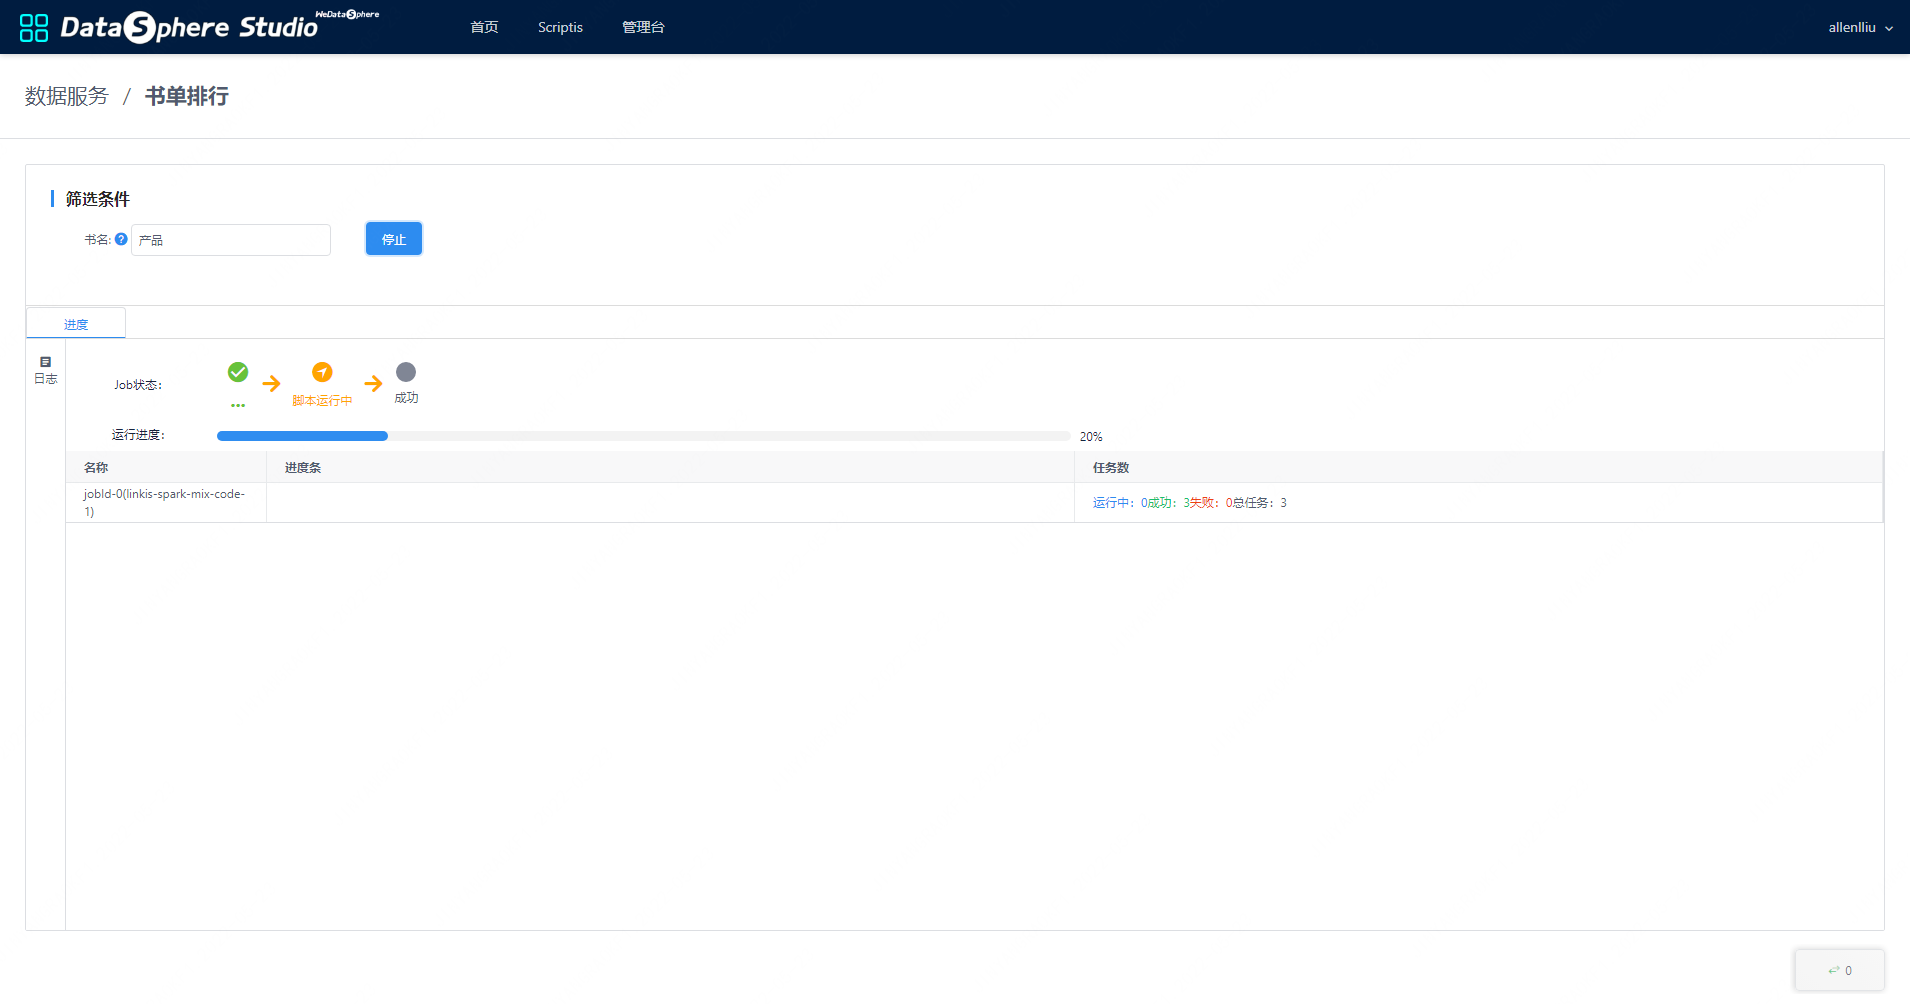 DataSphere Studio
WeDataSphere
首页
Scriptis
管理台
allenlliu
数据服务 / 书单排行
筛选条件
书名:
?
产品
停止
进度
日志
Job状态：
...
脚本运行中
成功
运行进度：
20%
名称
进度条
任务数
jobId-0(linkis-spark-mix-code-
1)
运行中：0成功：3失败：0总任务：3
0